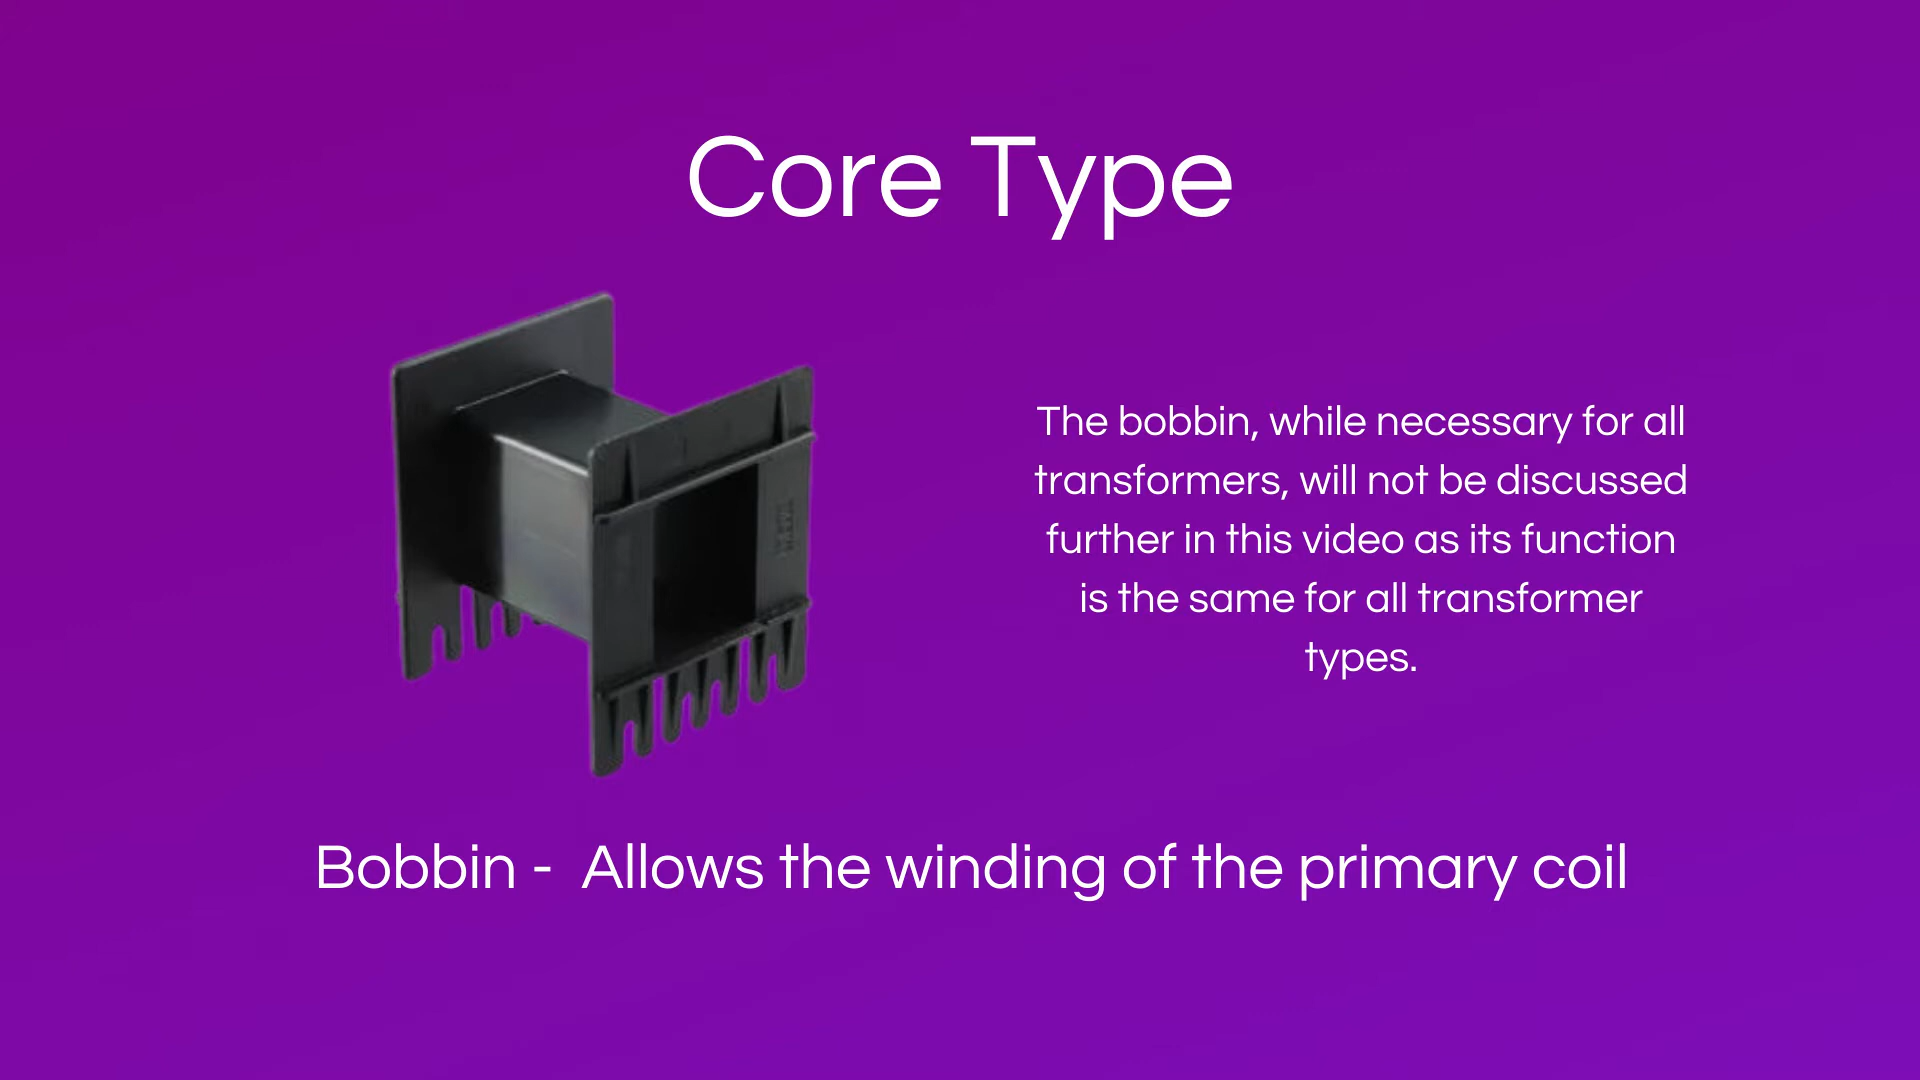 Core Type
The bobbin, while necessary for all
transformers, will not be discussed
further in this video as its function
is the same for all transformer
types.
Bobbin -  Allows the winding of the primary coil